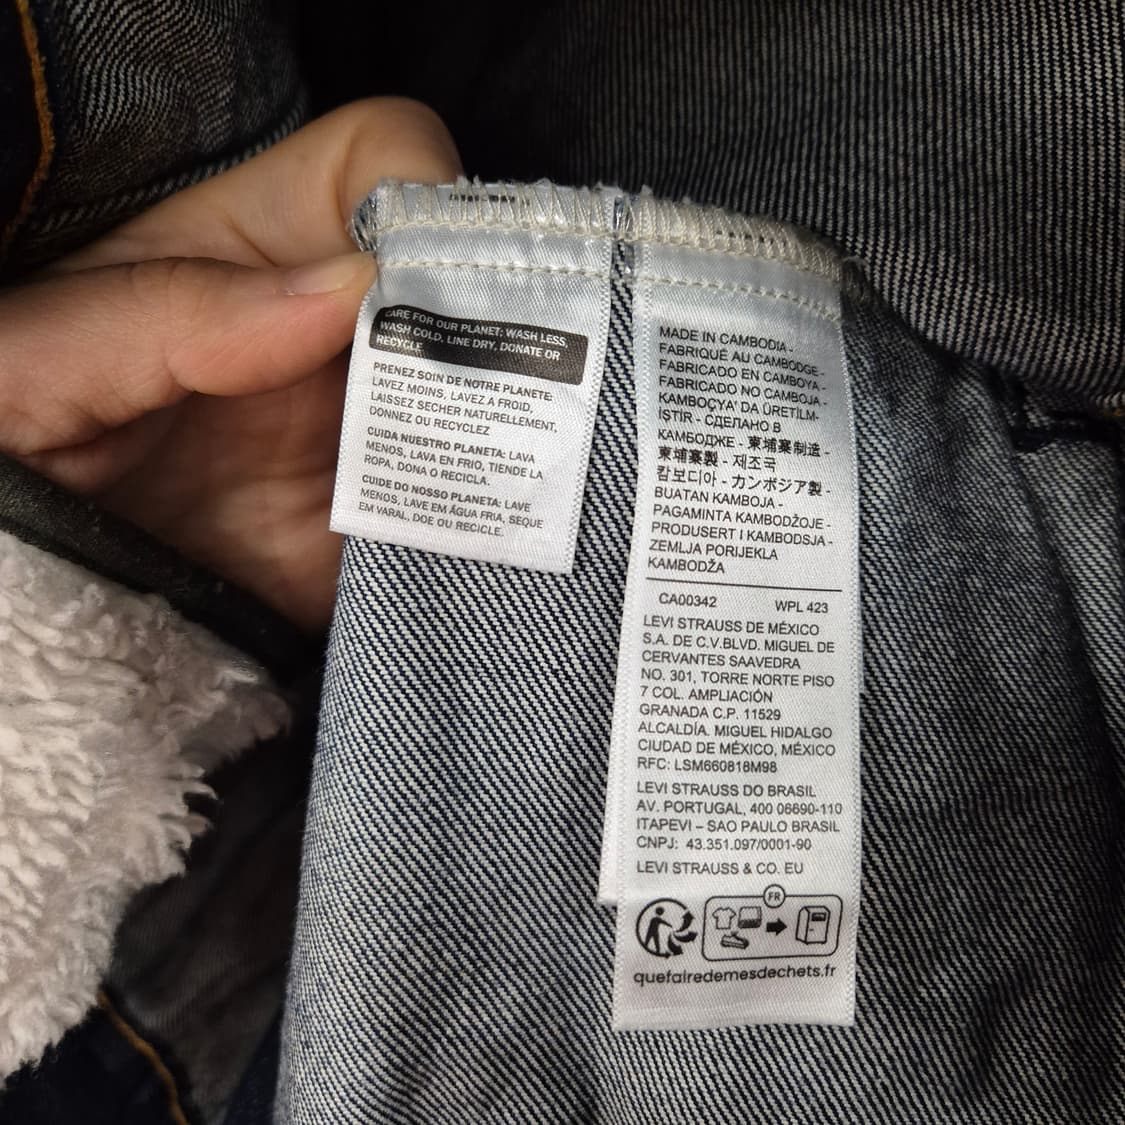 CARE FOR OUR PLANET: WASH LESS,
WASH COLD, LINE DRY, DONATE OR
RECYCLE
PRENEZ SOIN DE NOTRE PLANETE:
LAVEZ MOINS, LAVEZ A FROID,
LAISSEZ SECHER NATURELLEMENT,
DONNEZ OU RECYCLEZ
CUIDA NUESTRO PLANETA: LAVA
MENOS, LAVA EN FRIO, TIENDE LA
ROPA, DONA O RECICLA.
CUIDE DO NOSSO PLANETA: LAVE
MENOS, LAVE EM ÁGUA FRIA, SEQUE
EM VARAL, DOE OU RECICLE.
MADE IN CAMBODIA -
FABRIQUÉ AU CAMBODGE -
FABRICADO EN CAMBOYA -
FABRICADO NO CAMBOJA -
KAMBOÇYA' DA ÜRETİLM-
İŞTİR - СДЕЛАНО В
КАМБОДЖЕ - 柬埔寨制造 -
柬埔寨製 - 제조국
캄보디아 - カンボジア製 -
BUATAN KAMBOJA -
PAGAMINTA KAMBODŽOJE -
PRODUSERT I KAMBODSJA -
ZEMLJA PORIJEKLA
KAMBODŽA
CA00342 WPL 423
LEVI STRAUSS DE MÉXICO
S.A. DE C.V.BLVD. MIGUEL DE
CERVANTES SAAVEDRA
NO. 301, TORRE NORTE PISO
7 COL. AMPLIACIÓN
GRANADA C.P. 11529
ALCALDÍA. MIGUEL HIDALGO
CIUDAD DE MÉXICO, MÉXICO
RFC: LSM660818M98
LEVI STRAUSS DO BRASIL
AV. PORTUGAL, 400 06690-110
ITAPEVI – SAO PAULO BRASIL
CNPJ: 43.351.097/0001-90
LEVI STRAUSS & CO. EU
FR
quefairedemesdechets.fr